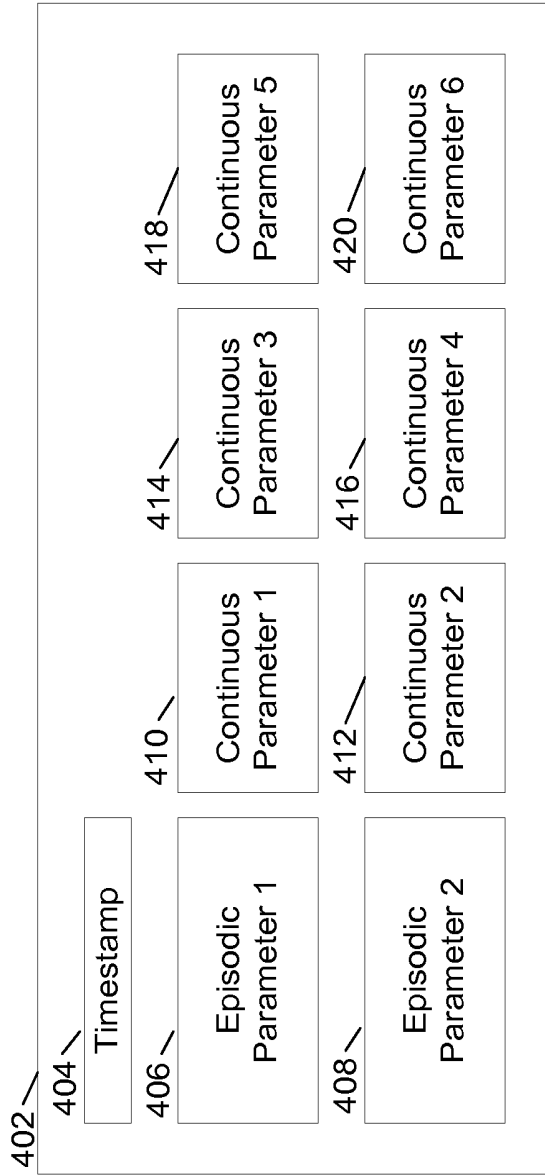 402
404
Timestamp
406
Episodic
Parameter 1
410
Continuous
Parameter 1
414
Continuous
Parameter 3
418
Continuous
Parameter 5
408
Episodic
Parameter 2
412
Continuous
Parameter 2
416
Continuous
Parameter 4
420
Continuous
Parameter 6